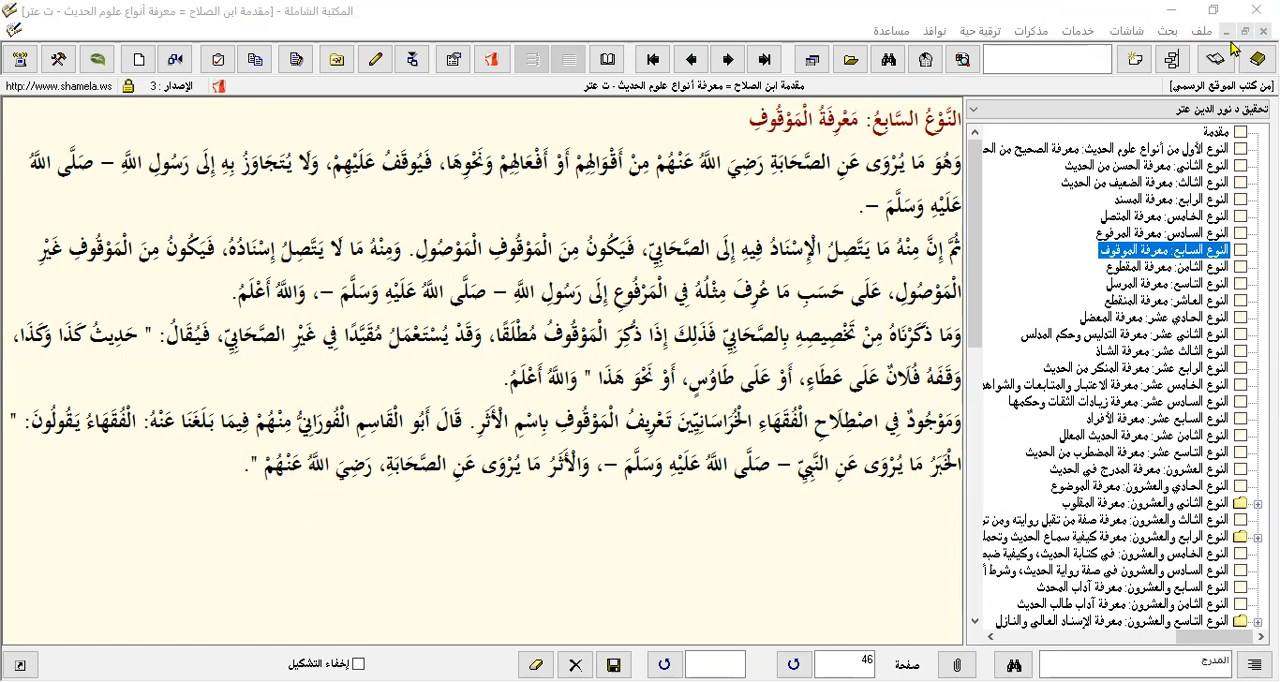 المكتبة الشاملة - [مقدمة ابن الصلاح = معرفة أنواع علوم الحديث - ت عتر]
ملف بحث شاشات خدمات مذكرات ترقية حية نوافذ مساعدة
[من كتب الموقع الرسمي]
مقدمة ابن الصلاح = معرفة أنواع علوم الحديث - ت عتر
الإصدار : 3
http://www.shamela.ws
تحقيق د نور الدين عتر
مقدمة
النوع الأول من أنواع علوم الحديث: معرفة الصحيح من الح
النوع الثاني: معرفة الحسن من الحديث
النوع الثالث: معرفة الضعيف من الحديث
النوع الرابع: معرفة المسند
النوع الخامس: معرفة المتصل
النوع السادس: معرفة المرفوع
النوع السابع: معرفة الموقوف
النوع الثامن: معرفة المقطوع
النوع التاسع: معرفة المرسل
النوع العاشر: معرفة المنقطع
النوع الحادي عشر: معرفة المعضل
النوع الثاني عشر: معرفة التدليس وحكم المدلس
النوع الثالث عشر: معرفة الشاذ
النوع الرابع عشر: معرفة المنكر من الحديث
النوع الخامس عشر: معرفة الاعتبار والمتابعات والشواهد
النوع السادس عشر: معرفة زيادات الثقات وحكمها
النوع السابع عشر: معرفة الأفراد
النوع الثامن عشر: معرفة الحديث المعلل
النوع التاسع عشر: معرفة المضطرب من الحديث
النوع العشرون: معرفة المدرج في الحديث
النوع الحادي والعشرون: معرفة الموضوع
النوع الثاني والعشرون: معرفة المقلوب
النوع الثالث والعشرون: معرفة صفة من تقبل روايته ومن تر
النوع الرابع والعشرون: معرفة كيفية سماع الحديث وتحمل
النوع الخامس والعشرون: في كتابة الحديث، وكيفية ضبط
النوع السادس والعشرون: في صفة رواية الحديث، وشرط أ
النوع السابع والعشرون: معرفة آداب المحدث
النوع الثامن والعشرون: معرفة آداب طالب الحديث
النوع التاسع والعشرون: معرفة الإسناد العالي والنازل
النَّوْعُ السَّابِعُ: مَعْرِفَةُ الْمَوْقُوفِ
وَهُوَ مَا يُرْوَى عَنِ الصَّحَابَةِ رَضِيَ اللَّهُ عَنْهُمْ مِنْ أَقْوَالِهِمْ أَوْ أَفْعَالِهِمْ وَنَحْوِهَا، فَيُوقَفُ عَلَيْهِمْ، وَلَا يُتَجَاوَزُ بِهِ إِلَى رَسُولِ اللَّهِ – صَلَّى اللَّهُ
عَلَيْهِ وَسَلَّمَ –.
ثُمَّ إِنَّ مِنْهُ مَا يَتَّصِلُ الْإِسْنَادُ فِيهِ إِلَى الصَّحَابِيِّ، فَيَكُونُ مِنَ الْمَوْقُوفِ الْمَوْصُولِ. وَمِنْهُ مَا لَا يَتَّصِلُ إِسْنَادُهُ، فَيَكُونُ مِنَ الْمَوْقُوفِ غَيْرِ
الْمَوْصُولِ، عَلَى حَسَبِ مَا عُرِفَ مِثْلُهُ فِي الْمَرْفُوعِ إِلَى رَسُولِ اللَّهِ – صَلَّى اللَّهُ عَلَيْهِ وَسَلَّمَ –، وَاللَّهُ أَعْلَمُ.
وَمَا ذَكَرْنَاهُ مِنْ تَخْصِيصِهِ بِالصَّحَابِيِّ فَذَلِكَ إِذَا ذُكِرَ الْمَوْقُوفُ مُطْلَقًا، وَقَدْ يُسْتَعْمَلُ مُقَيَّدًا فِي غَيْرِ الصَّحَابِيِّ، فَيُقَالُ: " حَدِيثُ كَذَا وَكَذَا،
وَقَفَهُ فُلَانٌ عَلَى عَطَاءٍ، أَوْ عَلَى طَاوُسٍ، أَوْ نَحْوَ هَذَا " وَاللَّهُ أَعْلَمُ.
وَمَوْجُودٌ فِي اصْطِلَاحِ الْفُقَهَاءِ الْخُرَاسَانِيِّينَ تَعْرِيفُ الْمَوْقُوفِ بِاسْمِ الْأَثَرِ. قَالَ أَبُو الْقَاسِمِ الْفُورَانِيُّ مِنْهُمْ فِيمَا بَلَغَنَا عَنْهُ: الْفُقَهَاءُ يَقُولُونَ: "
الْخَبَرُ مَا يُرْوَى عَنِ النَّبِيِّ – صَلَّى اللَّهُ عَلَيْهِ وَسَلَّمَ –، وَالْأَثَرُ مَا يُرْوَى عَنِ الصَّحَابَةِ، رَضِيَ اللَّهُ عَنْهُمْ ".
المدرج
صفحة 46
إخفاء التشكيل